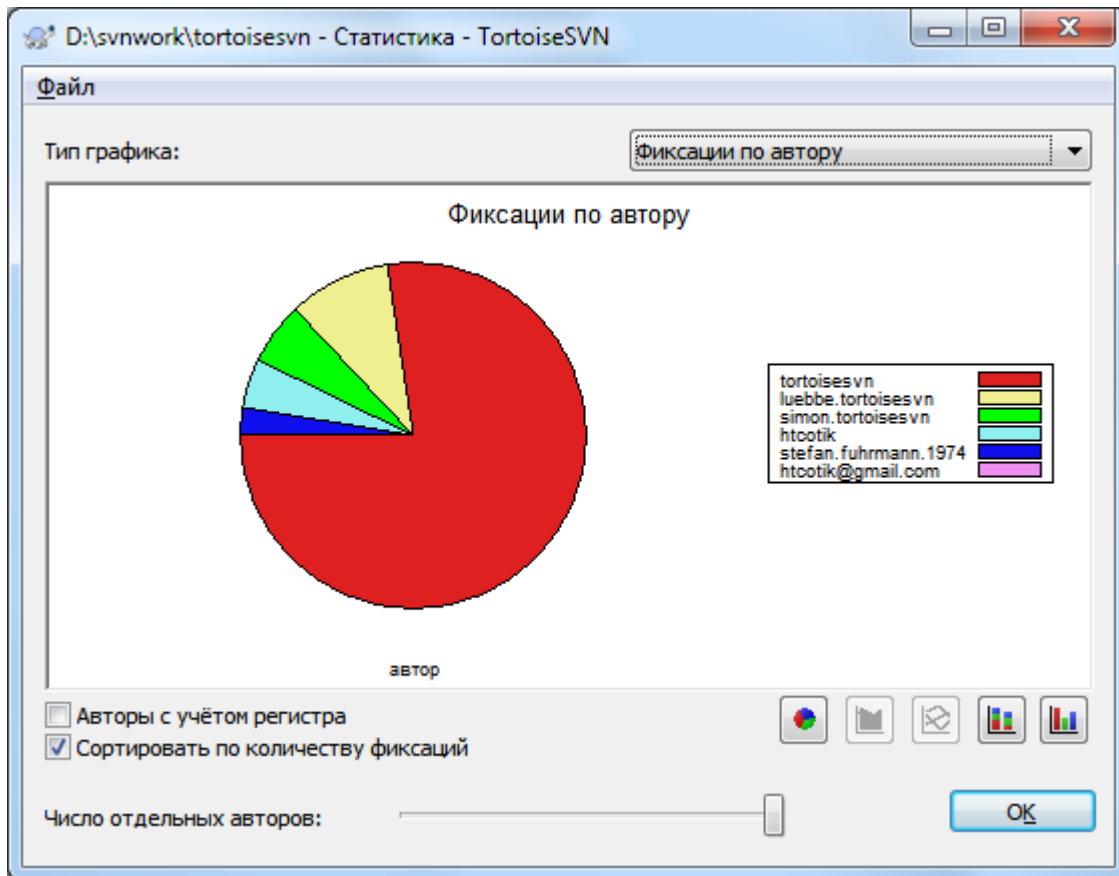 D:\svnwork\tortoisesvn - Статистика - TortoiseSVN
Файл
Тип графика:
Фиксации по автору
Фиксации по автору
tortoisesvn
luebbe.tortoisesvn
simon.tortoisesvn
htcotik
stefan.fuhrmann.1974
htcotik@gmail.com
автор
Авторы с учётом регистра
Сортировать по количеству фиксаций
Число отдельных авторов:
OK